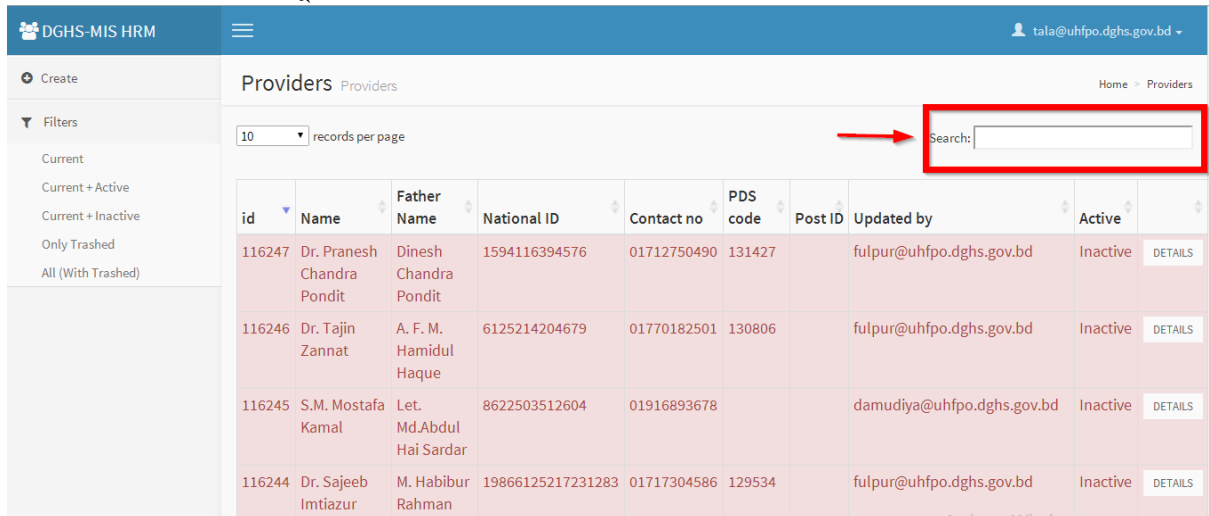 DGHS-MIS HRM
tala@uhfpo.dghs.gov.bd
Create
Providers Providers
Home > Providers
Filters
10 records per page
Search:
Current
Current + Active
Current + Inactive
Only Trashed
All (With Trashed)
id Name Father Name National ID Contact no PDS code Post ID Updated by Active
116247 Dr. Pranesh Dinesh 1594116394576 01712750490 131427 fulpur@uhfpo.dghs.gov.bd Inactive DETAILS
Chandra Chandra
Pondit Pondit
116246 Dr. Tajin A. F. M. 6125214204679 01770182501 130806 fulpur@uhfpo.dghs.gov.bd Inactive DETAILS
Zannat Hamidul
Haque
116245 S.M. Mostafa Let. 8622503512604 01916893678 damudiya@uhfpo.dghs.gov.bd Inactive DETAILS
Kamal Md.Abdul
Hai Sardar
116244 Dr. Sajeeb M. Habibur 19866125217231283 01717304586 129534 fulpur@uhfpo.dghs.gov.bd Inactive DETAILS
Imtiazur Rahman